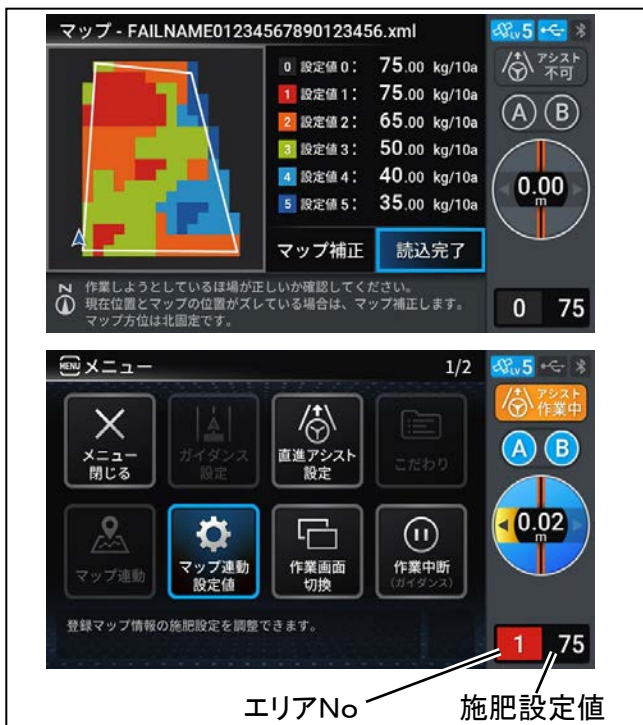 マップ - FAILNAME01234567890123456.xml
LV 5
0 設定値 0： 75.00 kg/10a
1 設定値 1： 75.00 kg/10a
2 設定値 2： 65.00 kg/10a
3 設定値 3： 50.00 kg/10a
4 設定値 4： 40.00 kg/10a
5 設定値 5： 35.00 kg/10a
マップ補正 読込完了
アシスト
不可
A B
0.00
m
0 75
N
作業しようとしているほ場が正しいか確認してください。
現在位置とマップの位置がズレている場合は、マップ補正します。
マップ方位は北固定です。
MENU メニュー 1/2
LV 5
メニュー
閉じる
ガイダンス
設定
直進アシスト
設定
こだわり
マップ連動
マップ連動
設定値
作業画面
切換
作業中断
(ガイダンス)
登録マップ情報の施肥設定を調整できます。
アシスト
作業中
A B
0.02
m
1 75
エリアNo 施肥設定値